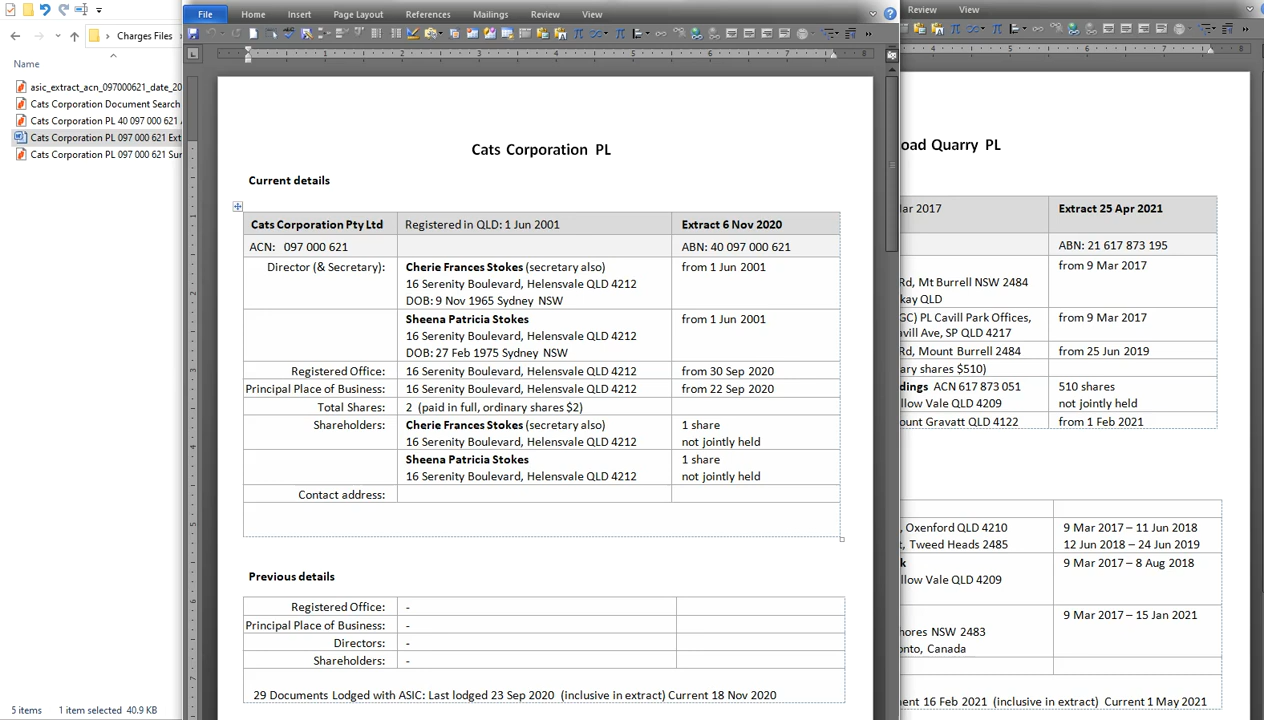 File Home Insert Page Layout References Mailings Review View
Review View
Charges Files
Name
asic_extract_acn_097000621_date_20
Cats Corporation Document Search
Cats Corporation PL 40 097 000 621
Cats Corporation PL 097 000 621 Ext
Cats Corporation PL 097 000 621 Sur
5 items 1 item selected 40.9 KB
Cats Corporation PL
Current details
Cats Corporation Pty Ltd Registered in QLD: 1 Jun 2001 Extract 6 Nov 2020
ACN: 097 000 621 ABN: 40 097 000 621
Director (& Secretary): Cherie Frances Stokes (secretary also) from 1 Jun 2001
16 Serenity Boulevard, Helensvale QLD 4212
DOB: 9 Nov 1965 Sydney NSW
Sheena Patricia Stokes from 1 Jun 2001
16 Serenity Boulevard, Helensvale QLD 4212
DOB: 27 Feb 1975 Sydney NSW
Registered Office: 16 Serenity Boulevard, Helensvale QLD 4212 from 30 Sep 2020
Principal Place of Business: 16 Serenity Boulevard, Helensvale QLD 4212 from 22 Sep 2020
Total Shares: 2 (paid in full, ordinary shares $2)
Shareholders: Cherie Frances Stokes (secretary also) 1 share
16 Serenity Boulevard, Helensvale QLD 4212 not jointly held
Sheena Patricia Stokes 1 share
16 Serenity Boulevard, Helensvale QLD 4212 not jointly held
Contact address:
Previous details
Registered Office: -
Principal Place of Business: -
Directors: -
Shareholders: -
29 Documents Lodged with ASIC: Last lodged 23 Sep 2020 (inclusive in extract) Current 18 Nov 2020
oad Quarry PL
ar 2017 Extract 25 Apr 2021
ABN: 21 617 873 195
from 9 Mar 2017
Rd, Mt Burrell NSW 2484
kay QLD
GC) PL Cavill Park Offices, from 9 Mar 2017
avill Ave, SP QLD 4217
Rd, Mount Burrell 2484 from 25 Jun 2019
ary shares $510)
dings ACN 617 873 051 510 shares
llow Vale QLD 4209 not jointly held
ount Gravatt QLD 4122 from 1 Feb 2021
, Oxenford QLD 4210 9 Mar 2017 – 11 Jun 2018
t, Tweed Heads 2485 12 Jun 2018 – 24 Jun 2019
k 9 Mar 2017 – 8 Aug 2018
llow Vale QLD 4209
9 Mar 2017 – 15 Jan 2021
hores NSW 2483
onto, Canada
ent 16 Feb 2021 (inclusive in extract) Current 1 May 2021